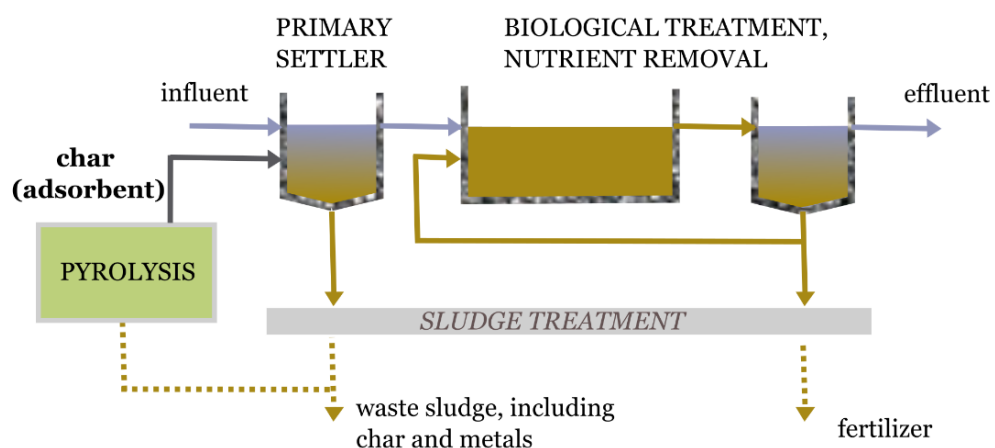 PRIMARY
SETTLER
BIOLOGICAL TREATMENT,
NUTRIENT REMOVAL
influent
effluent
char
(adsorbent)
PYROLYSIS
SLUDGE TREATMENT
waste sludge, including
char and metals
fertilizer